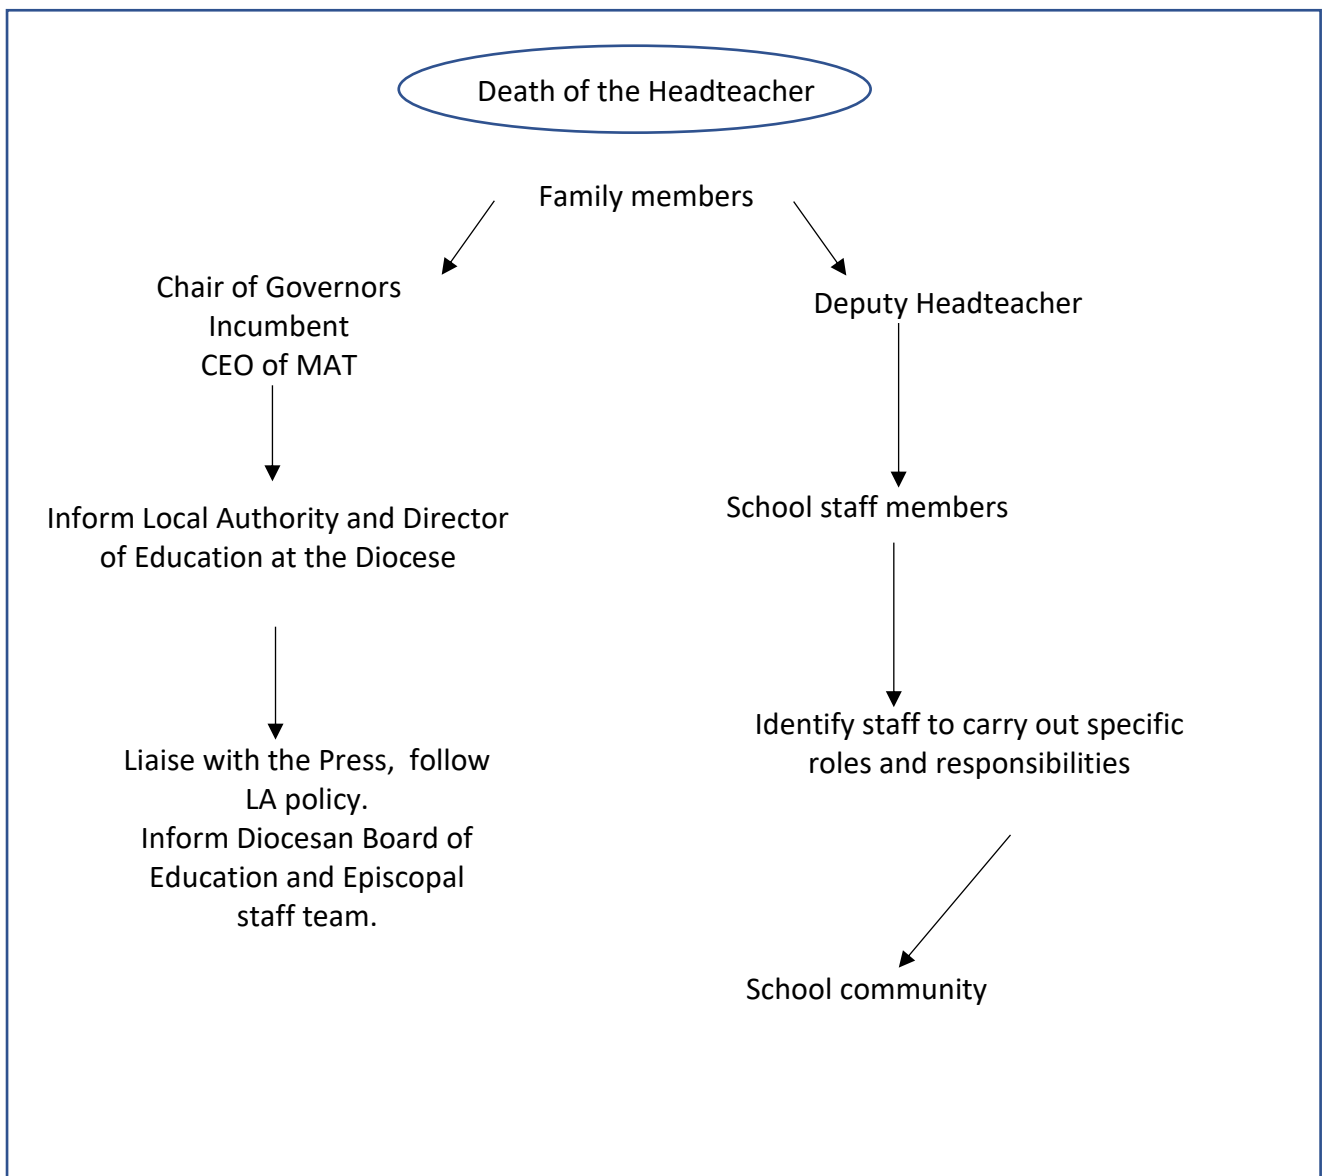 Death of the Headteacher
Family members
Chair of Governors
Incumbent
CEO of MAT
Deputy Headteacher
Inform Local Authority and Director
of Education at the Diocese
School staff members
Liaise with the Press,  follow
LA policy.
Inform Diocesan Board of
Education and Episcopal
staff team.
Identify staff to carry out specific
roles and responsibilities
School community